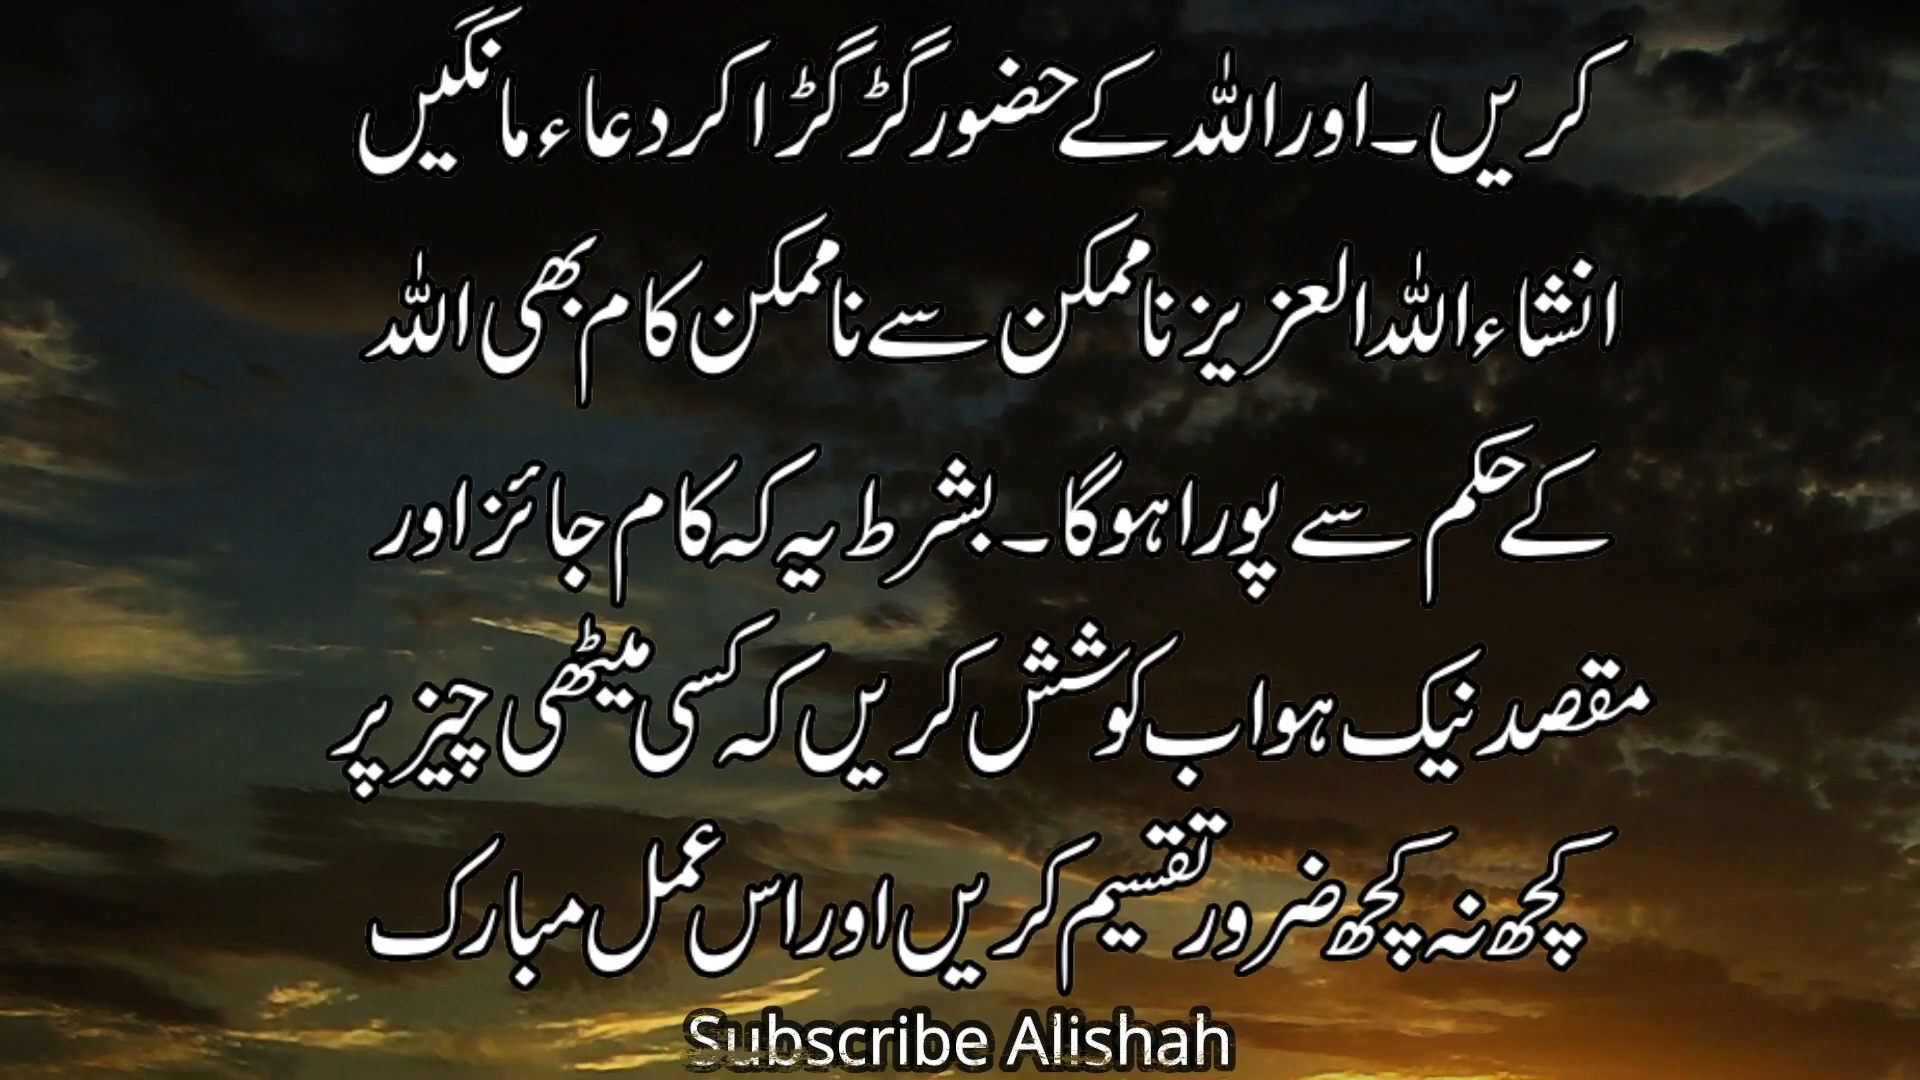 کریں۔اوراللہ کے حضور گڑگڑا کر دعاء مانگیں
انشاءاللہ العزیز ناممکن سے ناممکن کام بھی اللہ
کے حکم سے پورا ہوگا۔بشرط یہ کہ کام جائز اور
مقصد نیک ہو اب کوشش کریں کہ کسی میٹھی چیز پر
کچھ نہ کچھ ضرور تقسیم کریں اور اس عمل مبارک
Subscribe Alishah